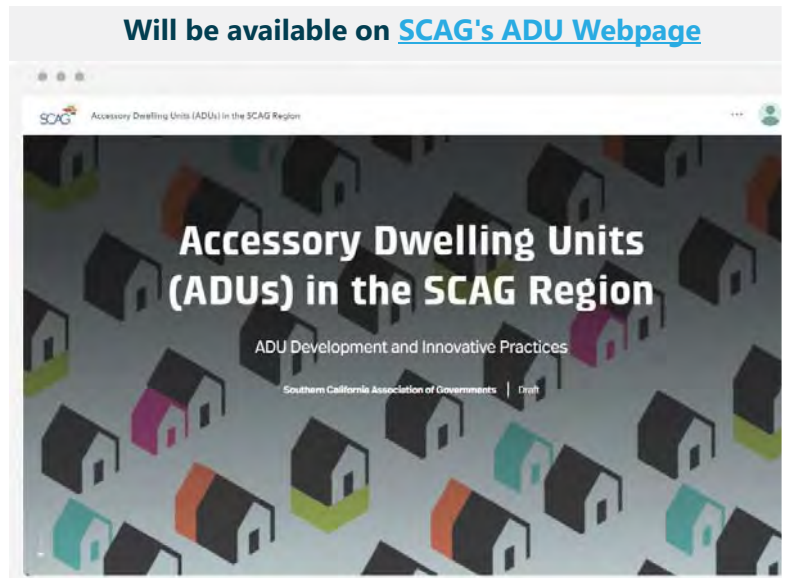 Will be available on SCAG's ADU Webpage
SCAG Accessory Dwelling Units (ADUs) in the SCAG Region
Accessory Dwelling Units
(ADUs) in the SCAG Region
ADU Development and Innovative Practices
Southern California Association of Governments | Draft